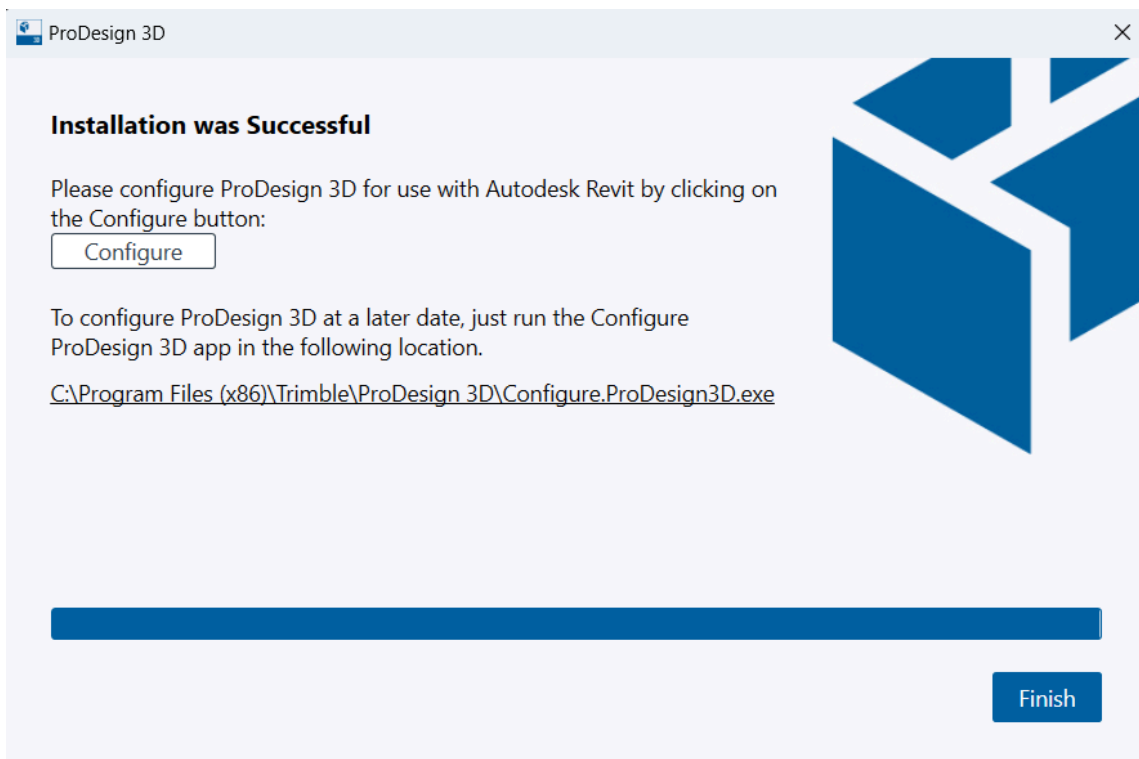 ProDesign 3D
Installation was Successful
Please configure ProDesign 3D for use with Autodesk Revit by clicking on
the Configure button:
Configure
To configure ProDesign 3D at a later date, just run the Configure
ProDesign 3D app in the following location.
C:\Program Files (x86)\Trimble\ProDesign 3D\Configure.ProDesign3D.exe
Finish